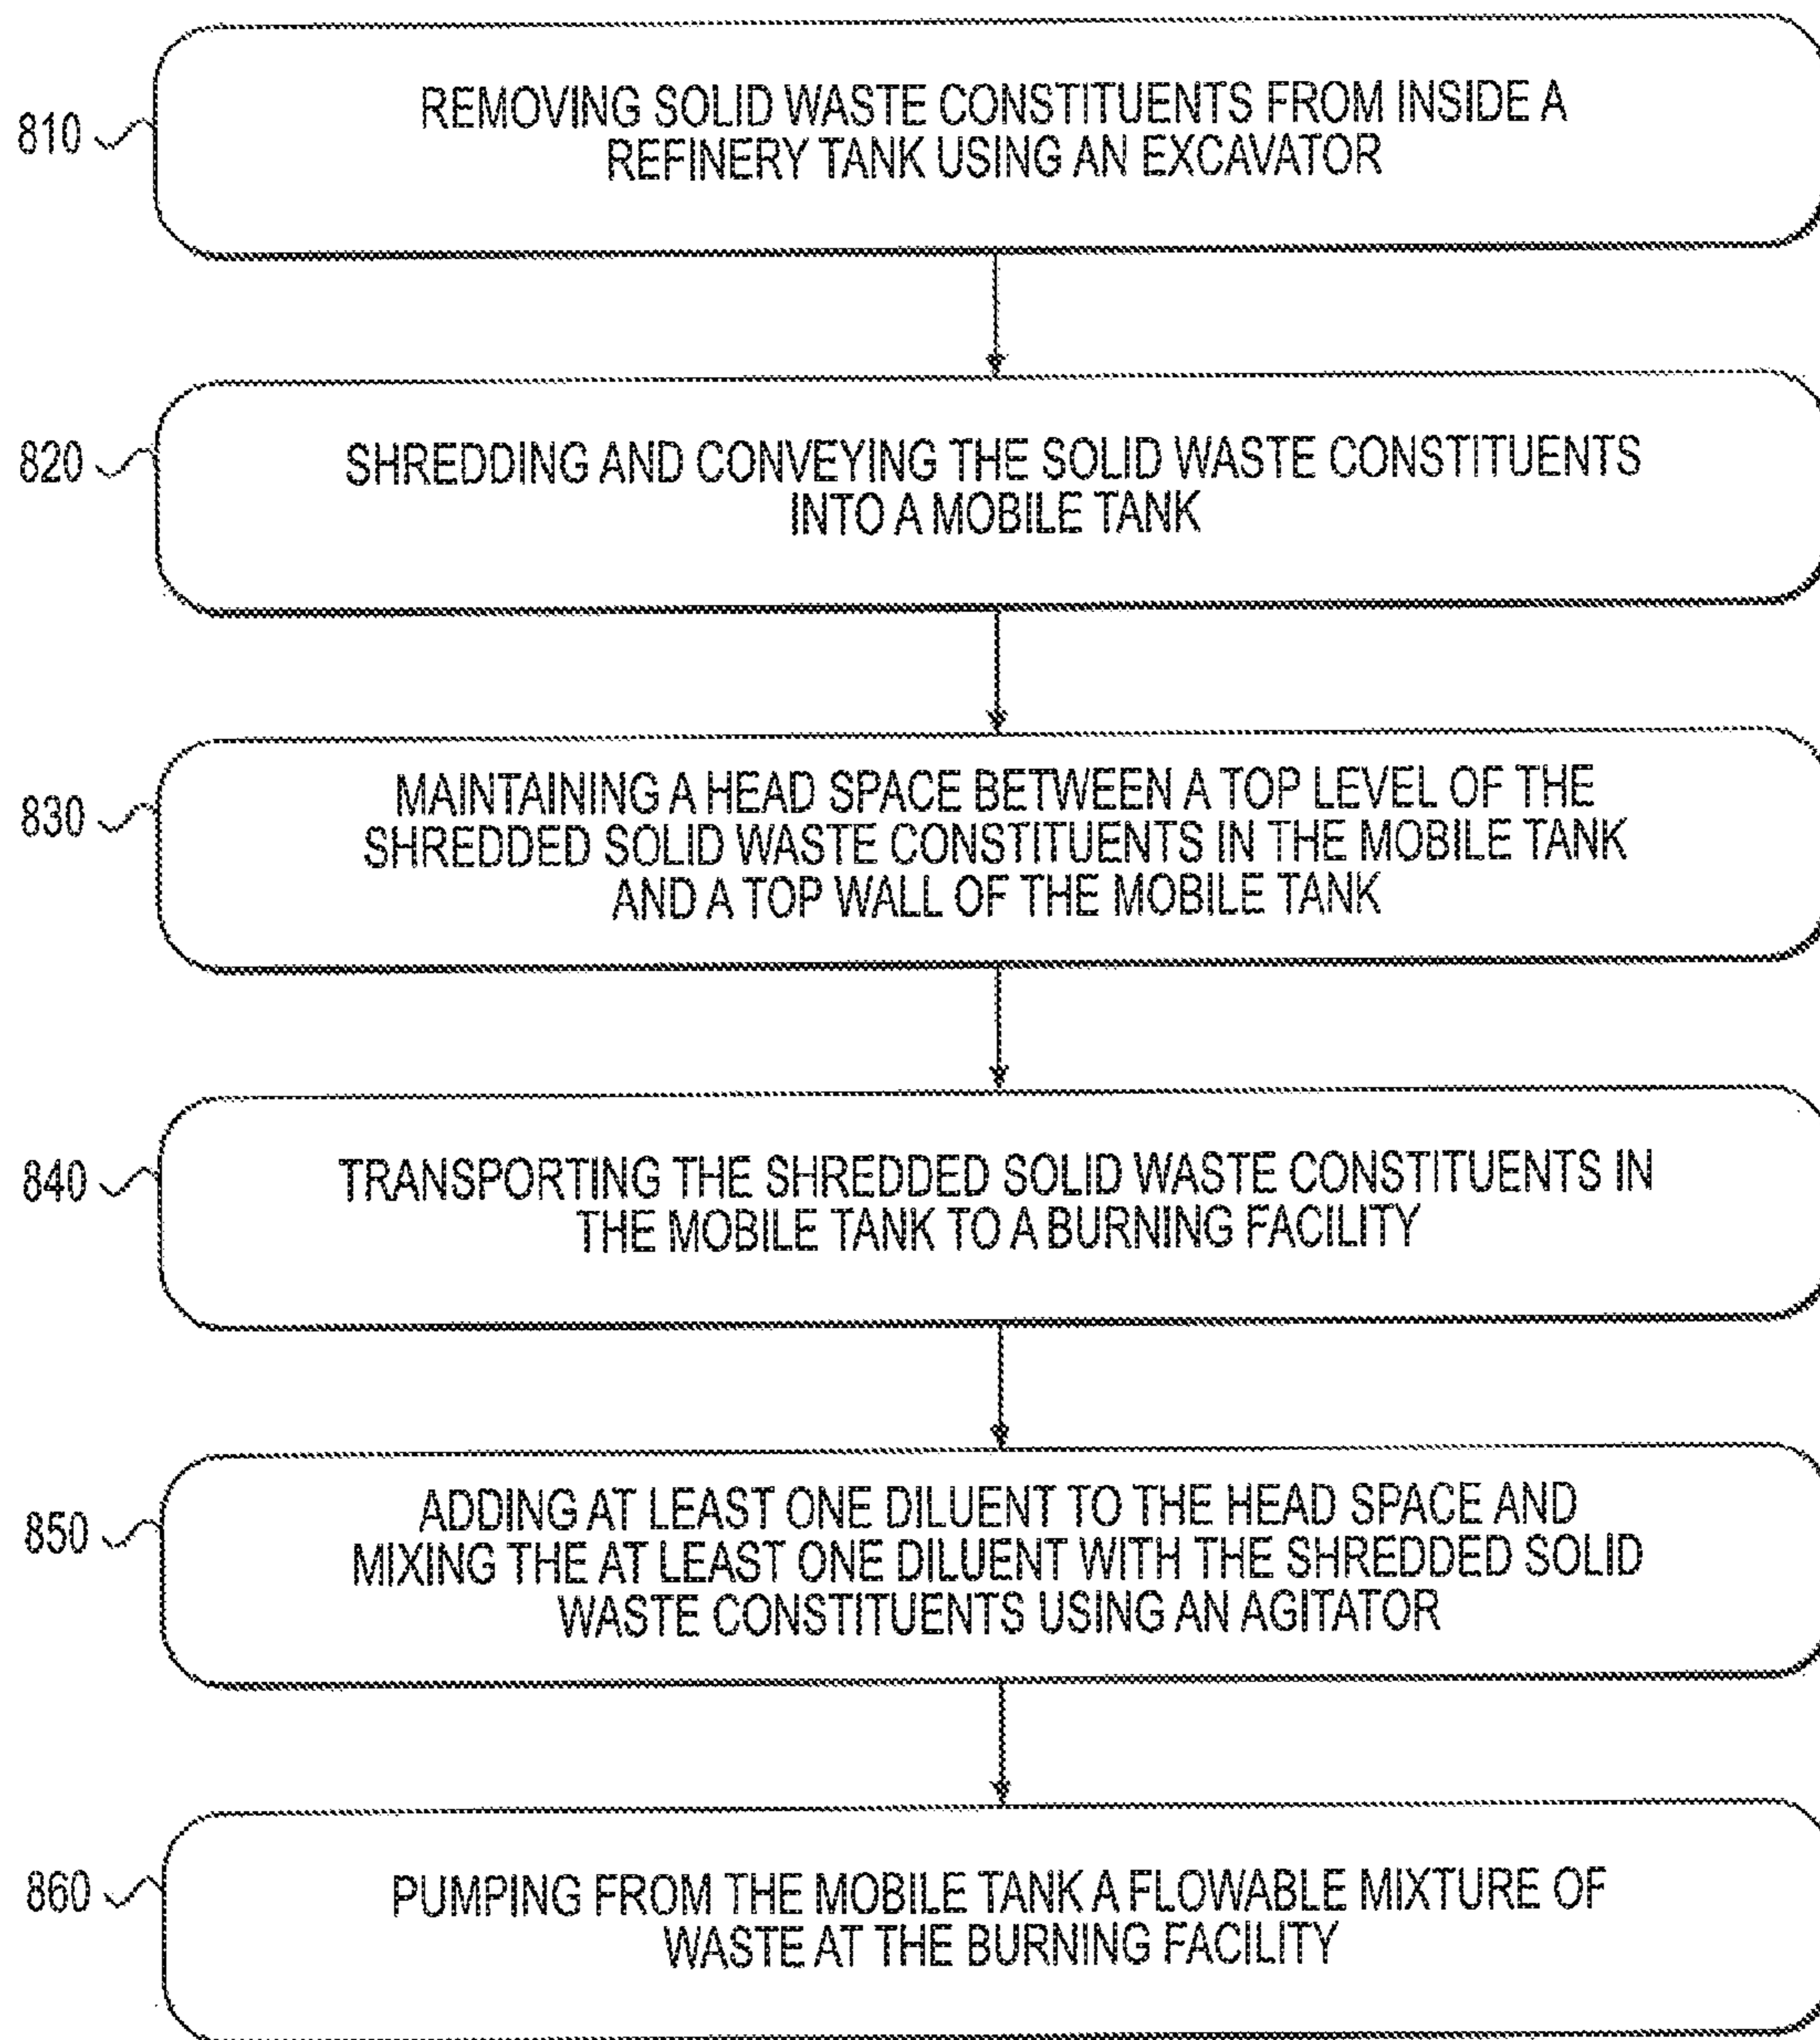 810
REMOVING SOLID WASTE CONSTITUENTS FROM INSIDE A
REFINERY TANK USING AN EXCAVATOR
820
SHREDDING AND CONVEYING THE SOLID WASTE CONSTITUENTS
INTO A MOBILE TANK
830
MAINTAINING A HEAD SPACE BETWEEN A TOP LEVEL OF THE
SHREDDED SOLID WASTE CONSTITUENTS IN THE MOBILE TANK
AND A TOP WALL OF THE MOBILE TANK
840
TRANSPORTING THE SHREDDED SOLID WASTE CONSTITUENTS IN
THE MOBILE TANK TO A BURNING FACILITY
850
ADDING AT LEAST ONE DILUENT TO THE HEAD SPACE AND
MIXING THE AT LEAST ONE DILUENT WITH THE SHREDDED SOLID
WASTE CONSTITUENTS USING AN AGITATOR
860
PUMPING FROM THE MOBILE TANK A FLOWABLE MIXTURE OF
WASTE AT THE BURNING FACILITY